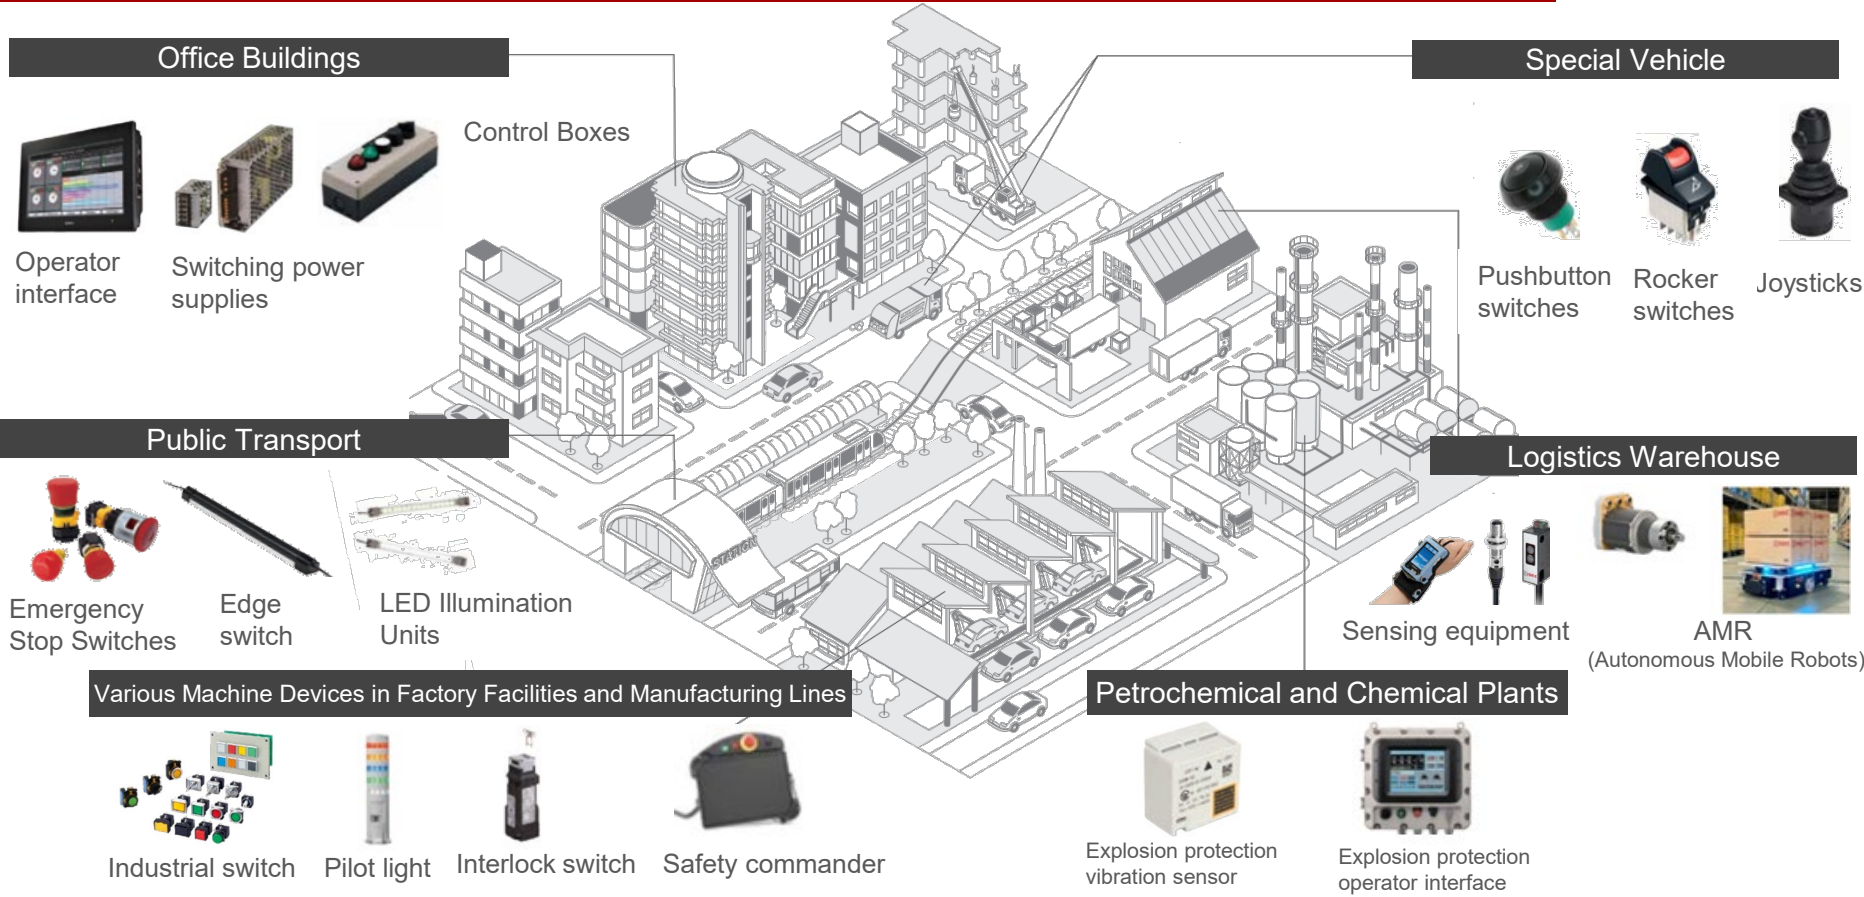 Office Buildings
Control Boxes
Operator
interface
Switching power
supplies
Special Vehicle
Pushbutton
switches
Rocker
switches
Joysticks
Public Transport
Emergency
Stop Switches
Edge
switch
LED Illumination
Units
STATION
Logistics Warehouse
Sensing equipment
AMR
(Autonomous Mobile Robots)
Various Machine Devices in Factory Facilities and Manufacturing Lines
Industrial switch
Pilot light
Interlock switch
Safety commander
Petrochemical and Chemical Plants
Explosion protection
vibration sensor
Explosion protection
operator interface